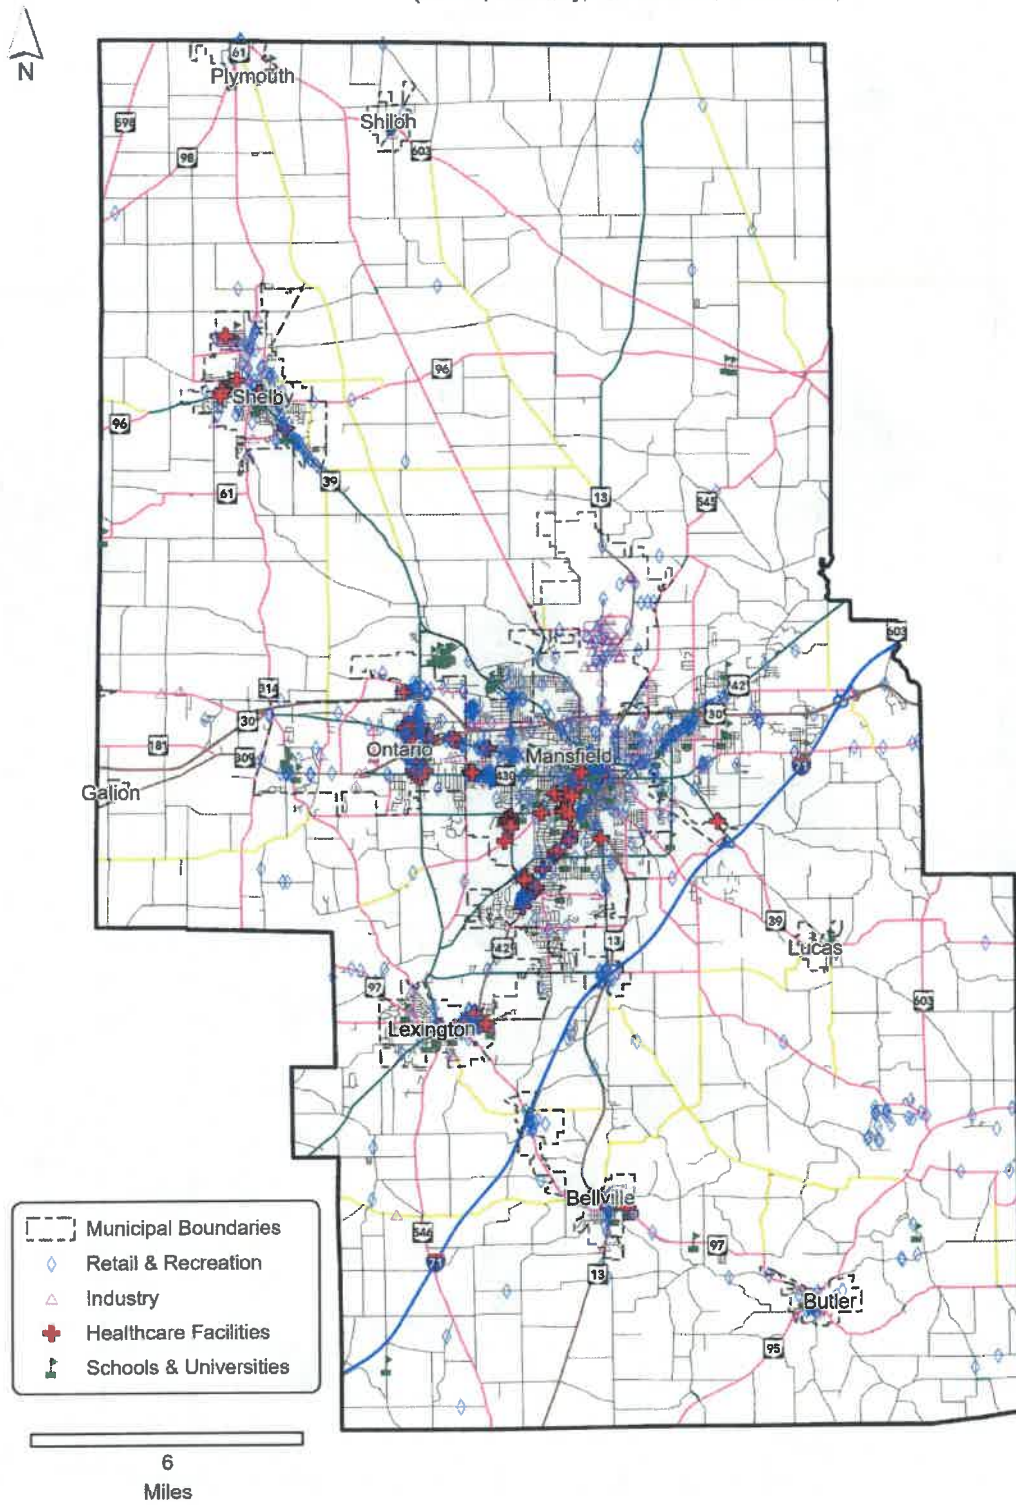 N
61
Plymouth
598
Shiloh
98
603
96
Shelby
96
39
61
13
545
603
314
42
30
30
181
Ontario
Mansfield
309
71
430
Galion
39
42
13
Lucas
97
603
Lexington
Bellville
546
97
71
13
Butler
95
Municipal Boundaries
Retail & Recreation
Industry
Healthcare Facilities
Schools & Universities
6
Miles